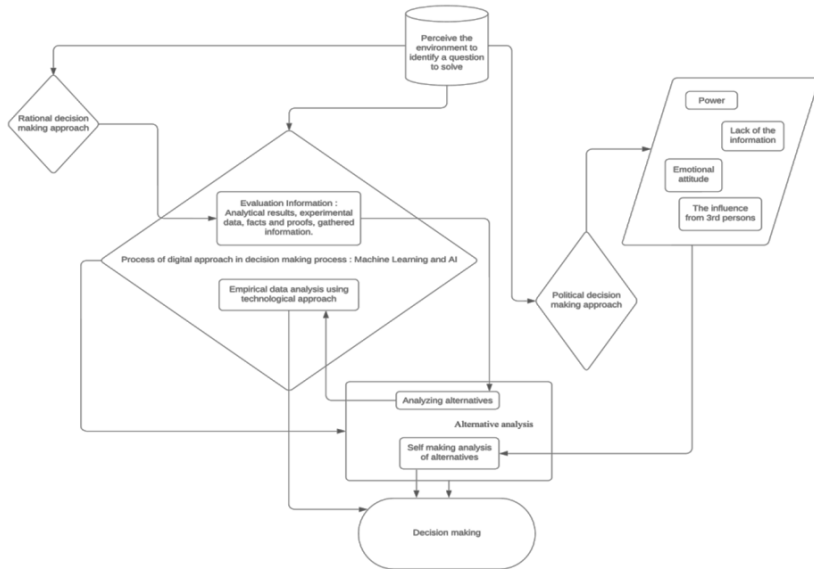 Perceive the
environment to
identify a question
to solve
Rational decision
making approach
Power
Lack of the
information
Emotional
attitude
The influence
from 3rd persons
Evaluation Information :
Analytical results, experimental
data, facts and proofs, gathered
information.
Process of digital approach in decision making process : Machine Learning and AI
Empirical data analysis using
technological approach
Political decision
making approach
Analyzing alternatives
Alternative analysis
Self making analysis
of alternatives
Decision making